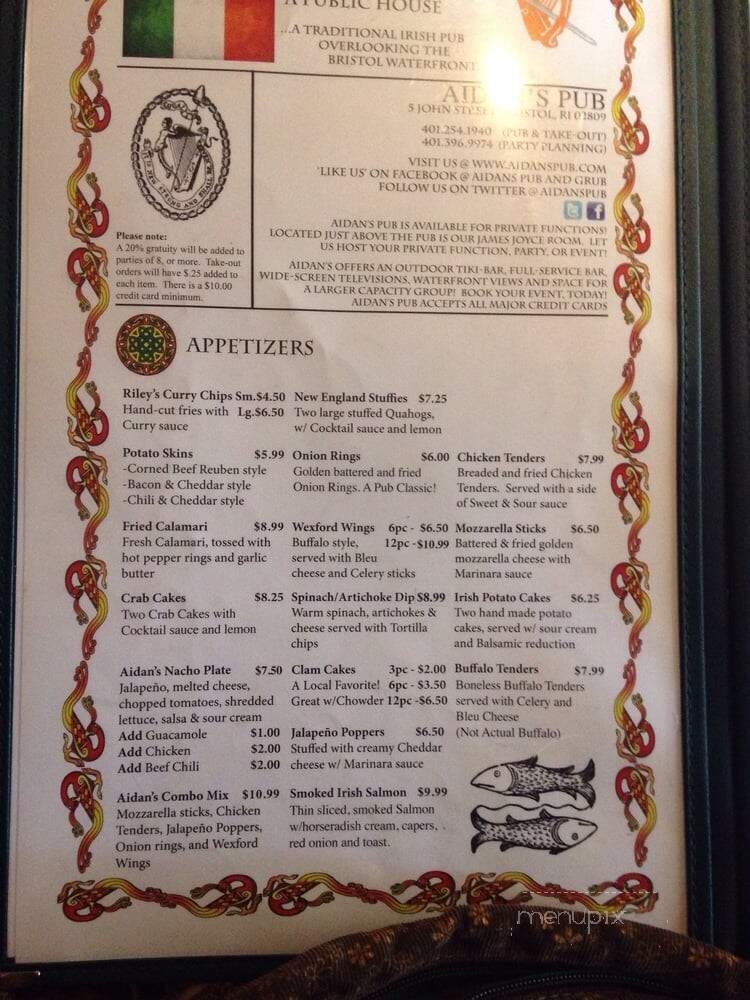 A PUBLIC HOUSE
...A TRADITIONAL IRISH PUB
OVERLOOKING THE
BRISTOL WATERFRONT
EQUALITY
Please note:
A 20% gratuity will be added to
parties of 8, or more. Take-out
orders will have $.25 added to
each item. There is a $10.00
credit card minimum.
AIDAN'S PUB
5 JOHN STREET BRISTOL, RI 02809
401.254.1940 (PUB & TAKE-OUT)
401.396.9974 (PARTY PLANNING)
VISIT US @ WWW.AIDANSPUB.COM
'LIKE US' ON FACEBOOK @ AIDANS PUB AND GRUB
FOLLOW US ON TWITTER @ AIDANSPUB
AIDAN'S PUB IS AVAILABLE FOR PRIVATE FUNCTIONS!
LOCATED JUST ABOVE THE PUB IS OUR JAMES JOYCE ROOM. LET
US HOST YOUR PRIVATE FUNCTION, PARTY, OR EVENT!
AIDAN'S OFFERS AN OUTDOOR TIKI-BAR, FULL-SERVICE BAR,
WIDE-SCREEN TELEVISIONS, WATERFRONT VIEWS AND SPACE FOR
A LARGER CAPACITY GROUP! BOOK YOUR EVENT, TODAY!
AIDAN'S PUB ACCEPTS ALL MAJOR CREDIT CARDS
APPETIZERS
Riley's Curry Chips Sm.$4.50
Hand-cut fries with Lg.$6.50
Curry sauce
New England Stuffies $7.25
Two large stuffed Quahogs,
w/ Cocktail sauce and lemon
Potato Skins $5.99
-Corned Beef Reuben style
-Bacon & Cheddar style
-Chili & Cheddar style
Onion Rings $6.00
Golden battered and fried
Onion Rings. A Pub Classic!
Chicken Tenders $7.99
Breaded and fried Chicken
Tenders. Served with a side
of Sweet & Sour sauce
Fried Calamari $8.99
Fresh Calamari, tossed with
hot pepper rings and garlic
butter
Wexford Wings 6pc - $6.50
Buffalo style, 12pc -$10.99
served with Bleu
cheese and Celery sticks
Mozzarella Sticks $6.50
Battered & fried golden
mozzarella cheese with
Marinara sauce
Crab Cakes $8.25
Two Crab Cakes with
Cocktail sauce and lemon
Spinach/Artichoke Dip $8.99
Warm spinach, artichokes &
cheese served with Tortilla
chips
Irish Potato Cakes $6.25
Two hand made potato
cakes, served w/ sour cream
and Balsamic reduction
Aidan's Nacho Plate $7.50
Jalapeño, melted cheese,
chopped tomatoes, shredded
lettuce, salsa & sour cream
Add Guacamole $1.00
Add Chicken $2.00
Add Beef Chili $2.00
Clam Cakes 3pc - $2.00
A Local Favorite! 6pc - $3.50
Great w/Chowder 12pc -$6.50
Buffalo Tenders $7.99
Boneless Buffalo Tenders
served with Celery and
Bleu Cheese
(Not Actual Buffalo)
Jalapeño Poppers $6.50
Stuffed with creamy Cheddar
cheese w/ Marinara sauce
Aidan's Combo Mix $10.99
Mozzarella sticks, Chicken
Tenders, Jalapeño Poppers,
Onion rings, and Wexford
Wings
Smoked Irish Salmon $9.99
Thin sliced, smoked Salmon
w/horseradish cream, capers,
red onion and toast.
menupix